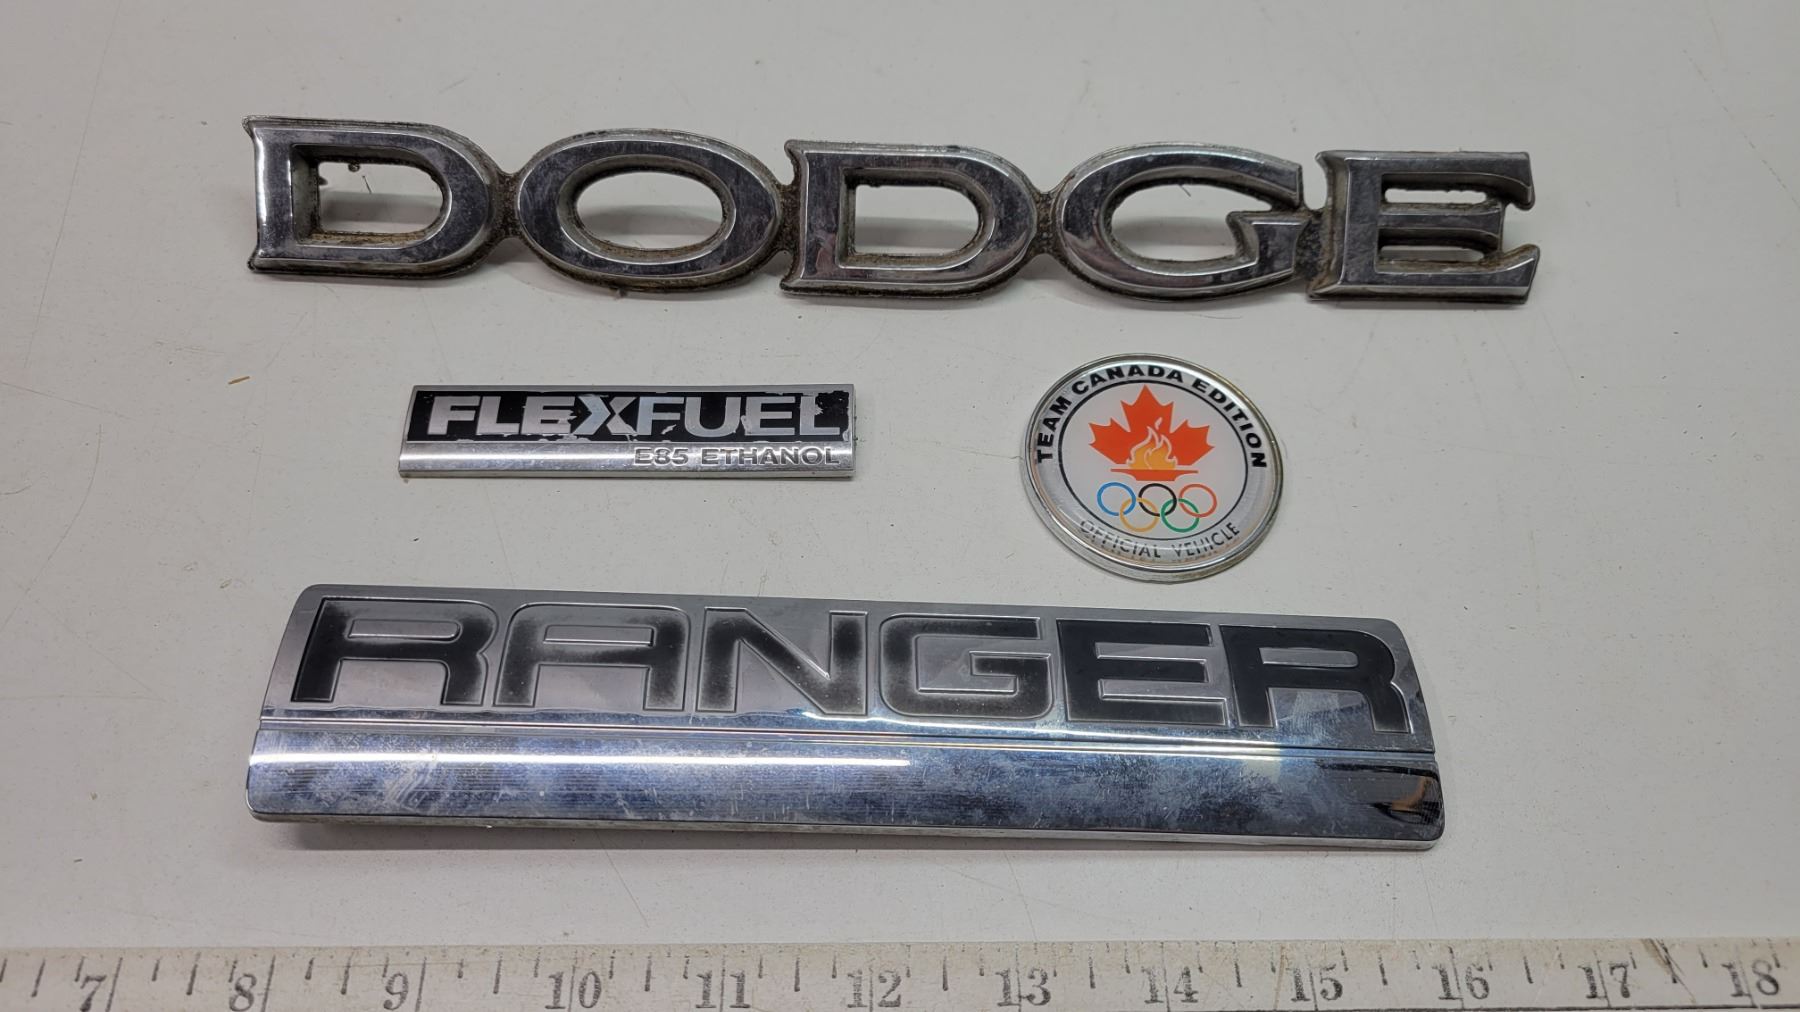 DODGE
FLEXFUEL
E85 ETHANOL
TEAM CANADA EDITION
OFFICIAL VEHICLE
RANGER
7 8 9 10 11 12 13 14 15 16 17 18